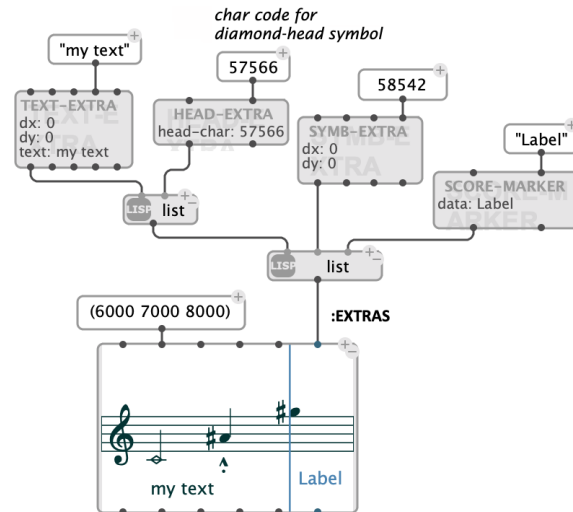 char code for
diamond-head symbol
"my text"
57566
58542
"Label"
TEXT-EXTRA
dx: 0
dy: 0
text: my text
HEAD-EXTRA
head-char: 57566
SYMB-EXTRA
dx: 0
dy: 0
SCORE-MARKER
data: Label
LISP list
LISP list
(6000 7000 8000)
:EXTRAS
my text
Label